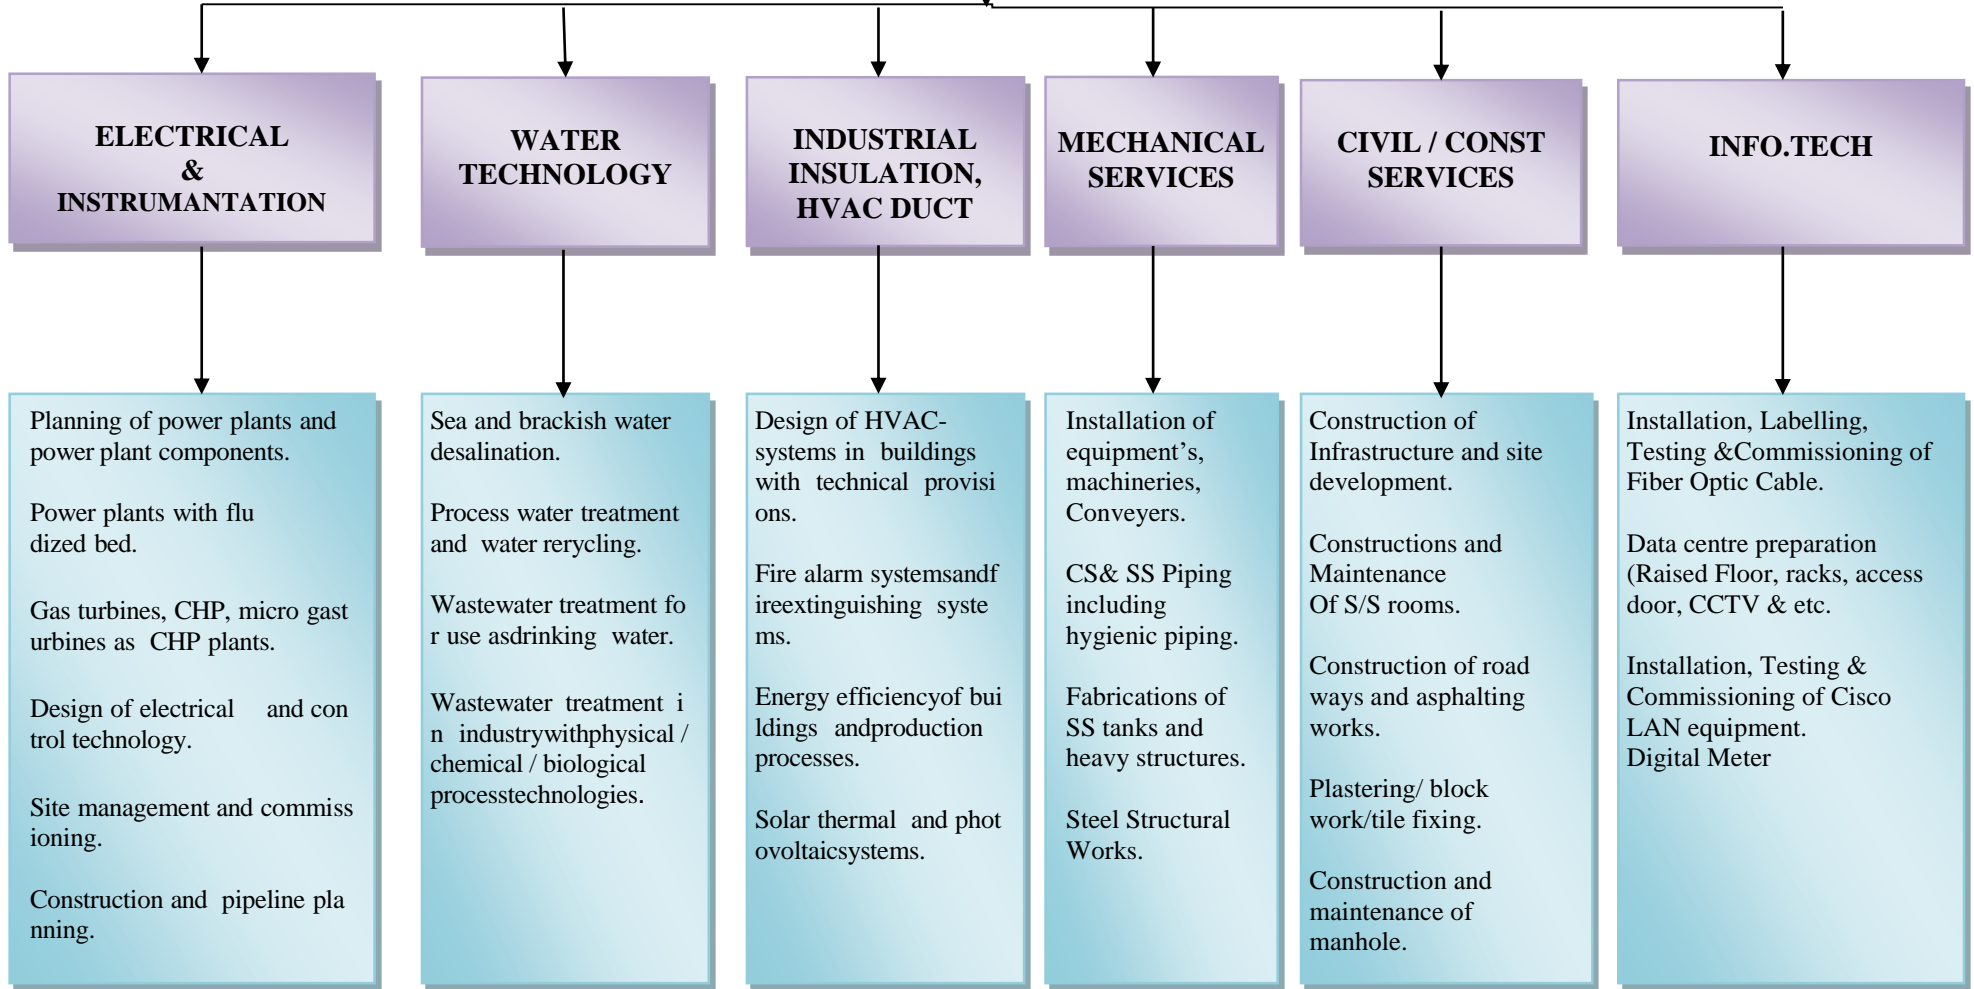 ELECTRICAL
&
INSTRUMANTATION
WATER
TECHNOLOGY
INDUSTRIAL
INSULATION,
HVAC DUCT
MECHANICAL
SERVICES
CIVIL / CONST
SERVICES
INFO.TECH
Planning of power plants and
power plant components.
Power plants with flu
dized bed.
Gas turbines, CHP, micro gast
urbines as  CHP plants.
Design of electrical    and con
trol technology.
Site management and commiss
ioning.
Construction and  pipeline pla
nning.
Sea and brackish water
desalination.
Process water treatment
and  water rerycling.
Wastewater treatment fo
r use asdrinking  water.
Wastewater  treatment  i
n  industrywithphysical /
chemical / biological
processtechnologies.
Design of HVAC-
systems in  buildings
with  technical  provisi
ons.
Fire alarm systemsandf
ireextinguishing  syste
ms.
Energy efficiencyof bui
ldings  andproduction
processes.
Solar thermal  and phot
ovoltaicsystems.
Installation of
equipment’s,
machineries,
Conveyers.
CS& SS Piping
including
hygienic piping.
Fabrications of
SS tanks and
heavy structures.
Steel Structural
Works.
Construction of
Infrastructure and site
development.
Constructions and
Maintenance
Of S/S rooms.
Construction of road
ways and asphalting
works.
Plastering/ block
work/tile fixing.
Construction and
maintenance of
manhole.
Installation, Labelling,
Testing &Commissioning of
Fiber Optic Cable.
Data centre preparation
(Raised Floor, racks, access
door, CCTV & etc.
Installation, Testing &
Commissioning of Cisco
LAN equipment.
Digital Meter